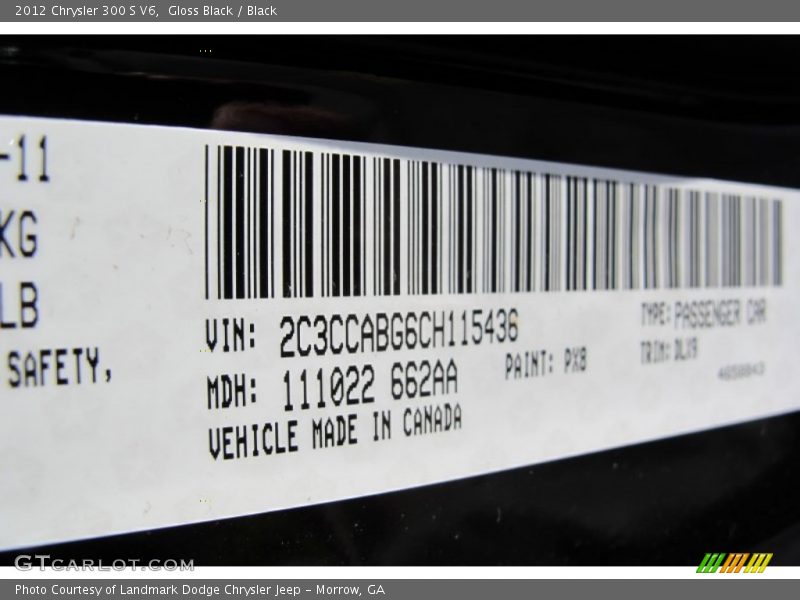 2012 Chrysler 300 S V6, Gloss Black / Black
-11
KG
LB
SAFETY,
VIN: 2C3CCABG6CH115436
TYPE: PASSENGER CAR
MDH: 111022 662AA
PAINT: PX8
TRIM: DLX9
VEHICLE MADE IN CANADA
GTCARLOT.COM
Photo Courtesy of Landmark Dodge Chrysler Jeep – Morrow, GA